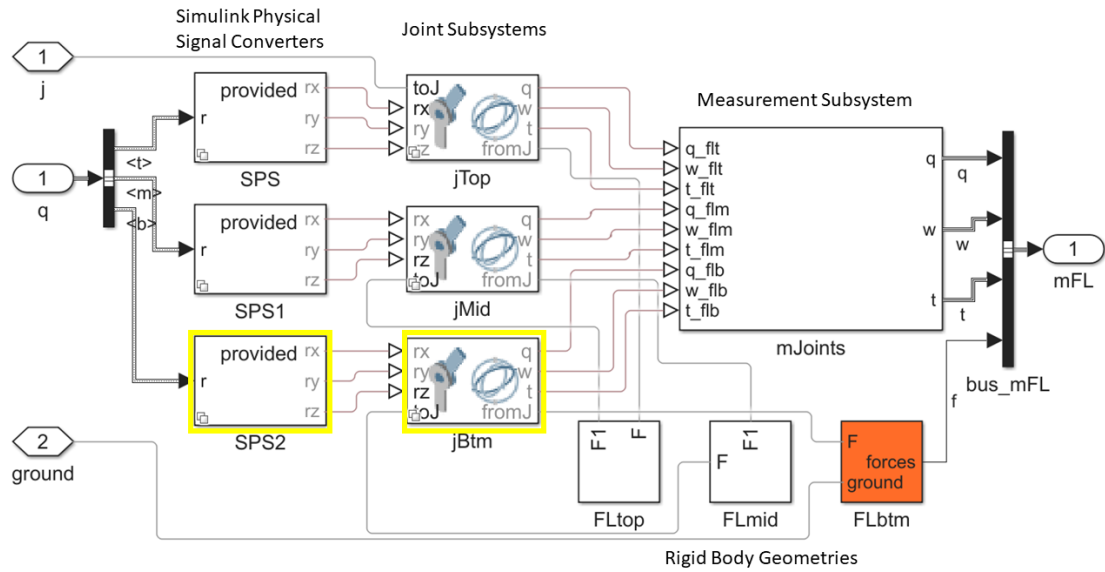 Simulink Physical
Signal Converters
Joint Subsystems
Measurement Subsystem
1
j
provided
r
rx
ry
rz
SPS
toJ
rx
ry
rz
q
w
t
fromJ
jTop
<t>
<m>
<b>
1
q
provided
r
rx
ry
rz
SPS1
rx
ry
rz
toJ
q
w
t
fromJ
jMid
provided
r
rx
ry
rz
SPS2
rx
ry
rz
toJ
q
w
t
fromJ
jBtm
q_flt
w_flt
t_flt
q_flm
w_flm
t_flm
q_flb
w_flb
t_flb
q
w
t
mJoints
q
w
t
f
bus_mFL
1
mFL
2
ground
F1
F
FLtop
F
F1
FLmid
F
forces
ground
FLbtm
Rigid Body Geometries